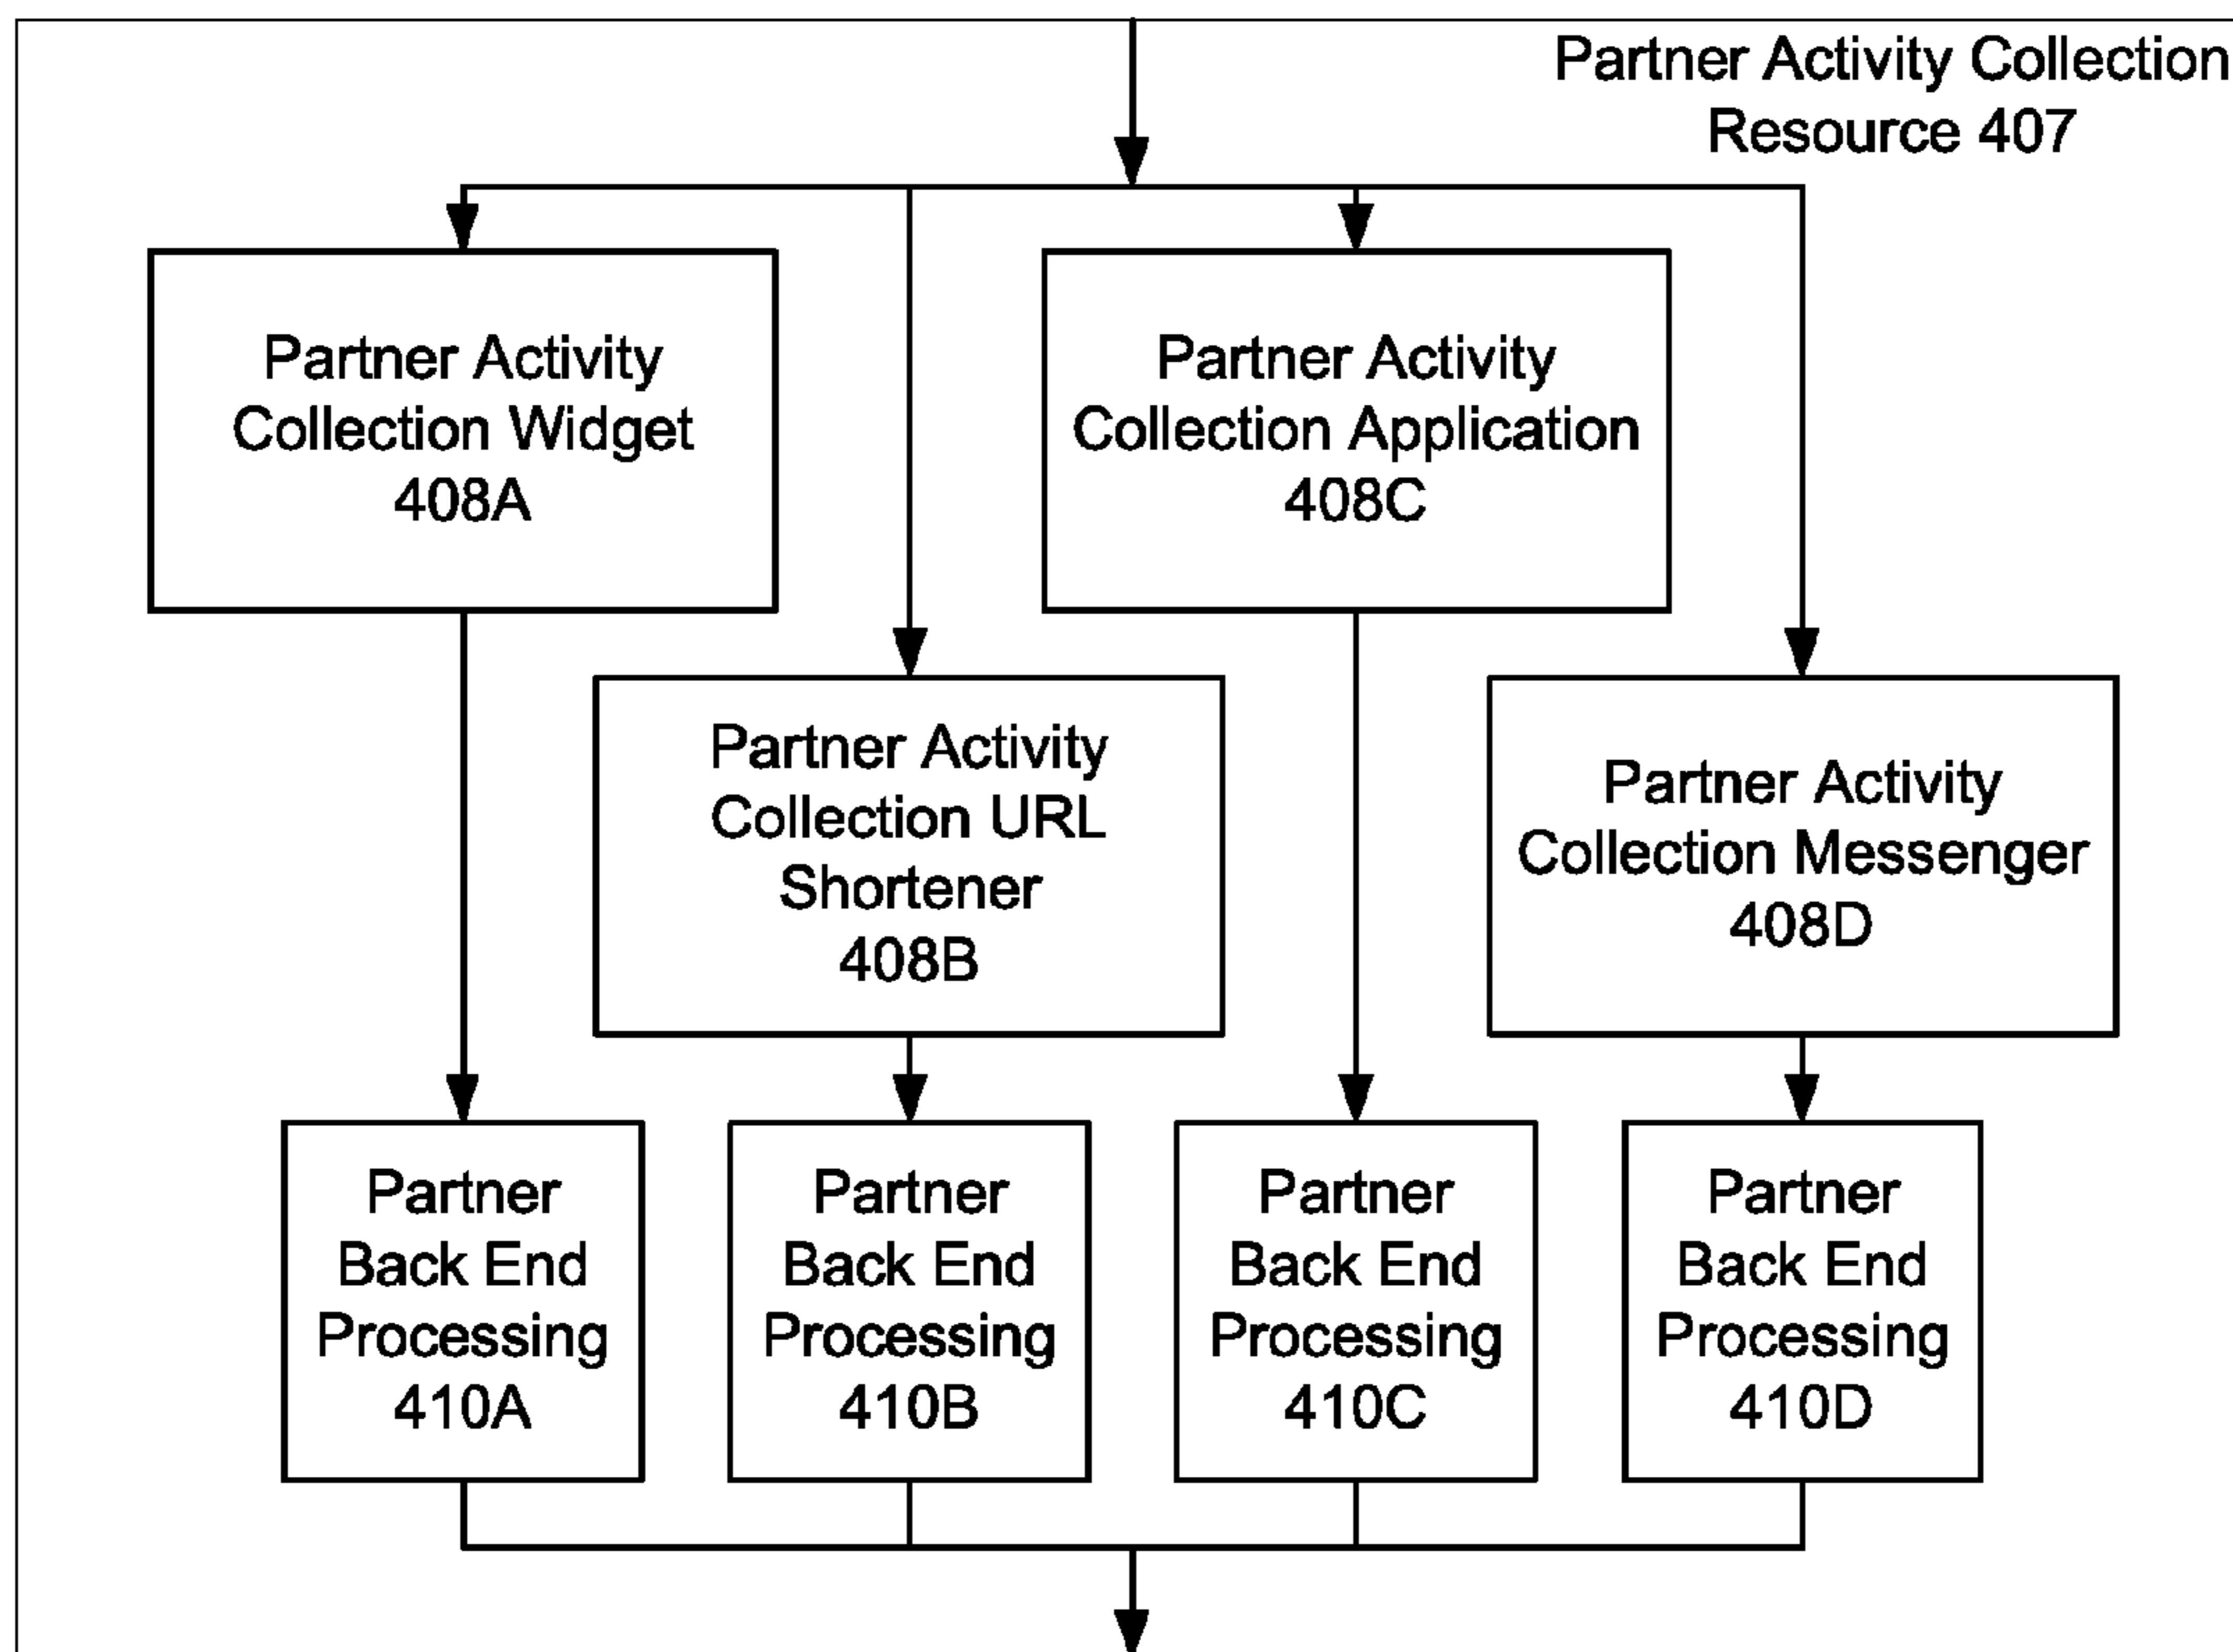 Partner Activity Collection
Resource 407
Partner Activity
Collection Widget
408A
Partner Activity
Collection Application
408C
Partner Activity
Collection URL
Shortener
408B
Partner Activity
Collection Messenger
408D
Partner
Back End
Processing
410A
Partner
Back End
Processing
410B
Partner
Back End
Processing
410C
Partner
Back End
Processing
410D